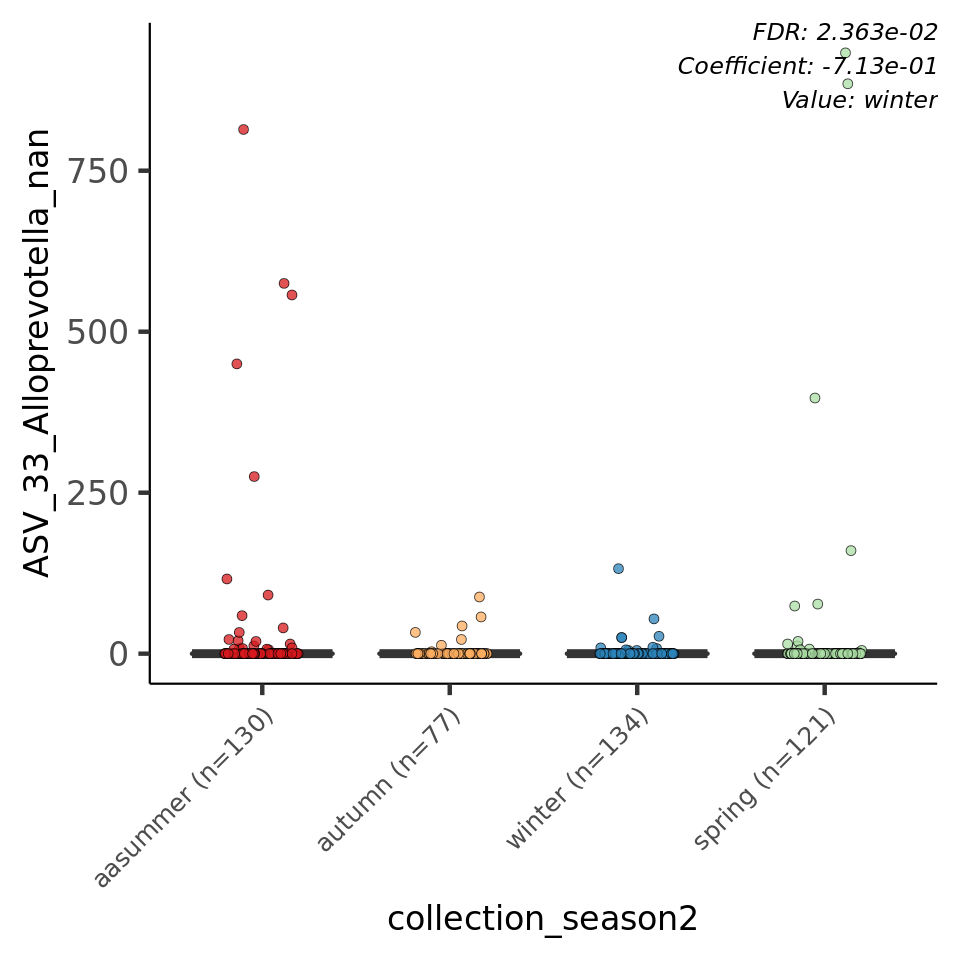 FDR: 2.363e-02
Coefficient: -7.13e-01
Value: winter
ASV_33_Alloprevotella_nan
750
500
250
0
aasummer (n=130)
autumn (n=77)
winter (n=134)
spring (n=121)
collection_season2